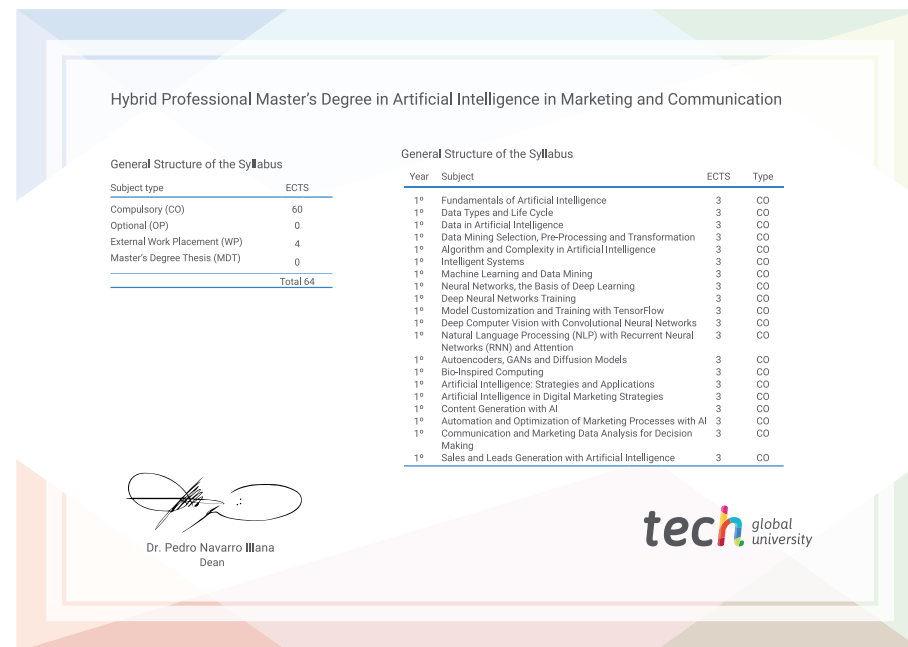 Hybrid Professional Master's Degree in Artificial Intelligence in Marketing and Communication
General Structure of the Syllabus
Subject type ECTS
Compulsory (CO) 60
Optional (OP) 0
External Work Placement (WP) 4
Master's Degree Thesis (MDT) 0
Total 64
General Structure of the Syllabus
Year Subject ECTS Type
1º Fundamentals of Artificial Intelligence 3 CO
1º Data Types and Life Cycle 3 CO
1º Data in Artificial Intelligence 3 CO
1º Data Mining Selection, Pre-Processing and Transformation 3 CO
1º Algorithm and Complexity in Artificial Intelligence 3 CO
1º Intelligent Systems 3 CO
1º Machine Learning and Data Mining 3 CO
1º Neural Networks, the Basis of Deep Learning 3 CO
1º Deep Neural Networks Training 3 CO
1º Model Customization and Training with TensorFlow 3 CO
1º Deep Computer Vision with Convolutional Neural Networks 3 CO
1º Natural Language Processing (NLP) with Recurrent Neural 3 CO
Networks (RNN) and Attention
1º Autoencoders, GANs and Diffusion Models 3 CO
1º Bio-Inspired Computing 3 CO
1º Artificial Intelligence: Strategies and Applications 3 CO
1º Artificial Intelligence in Digital Marketing Strategies 3 CO
1º Content Generation with AI 3 CO
1º Automation and Optimization of Marketing Processes with AI 3 CO
1º Communication and Marketing Data Analysis for Decision 3 CO
Making
1º Sales and Leads Generation with Artificial Intelligence 3 CO
Dr. Pedro Navarro Illana
Dean
tech global
university